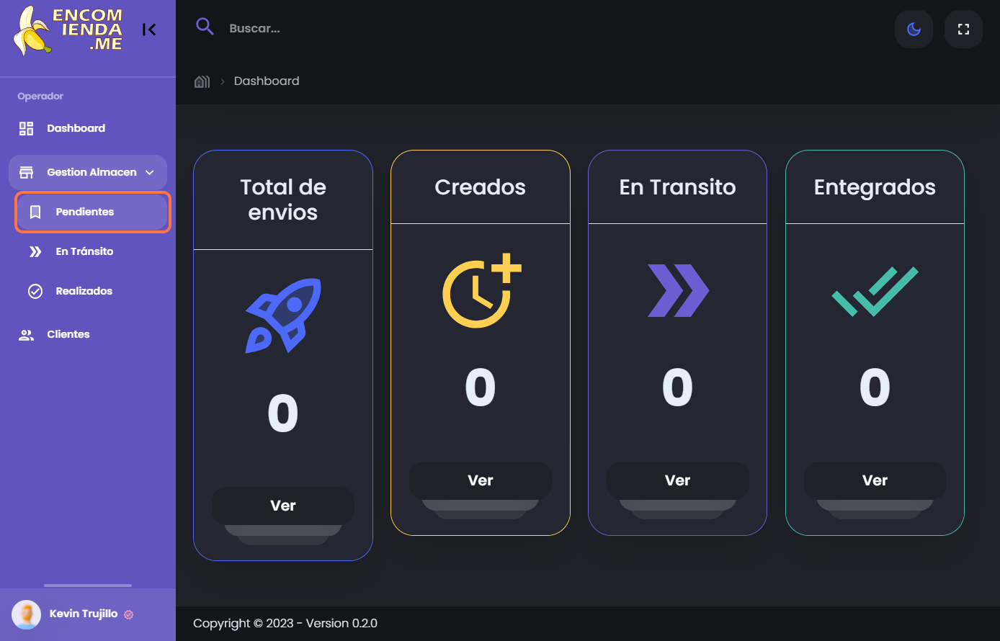 ENCOM
IENDA
.ME
Buscar...
Dashboard
Operador
Dashboard
Gestion Almacen
Pendientes
En Tránsito
Realizados
Clientes
Kevin Trujillo
Total de
envios
0
Ver
Creados
0
Ver
En Transito
0
Ver
Entegrados
0
Ver
Copyright © 2023 - Version 0.2.0